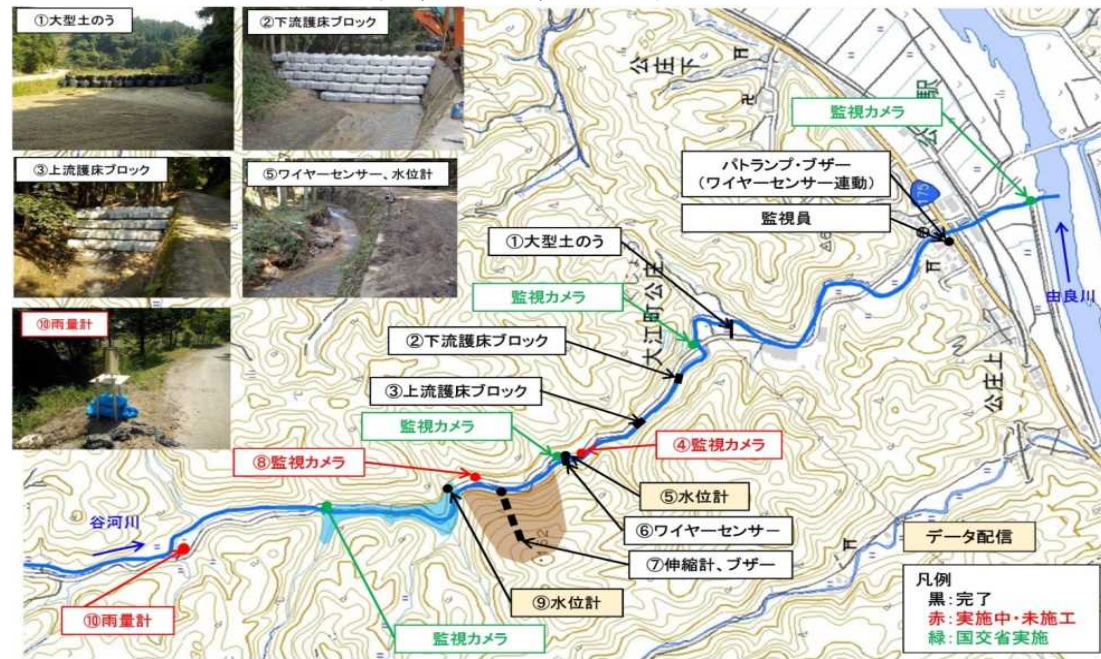 ①大型土のう
②下流護床ブロック
③上流護床ブロック
⑤ワイヤーセンサー、水位計
⑩雨量計
公庄下
監視カメラ
パトランプ・ブザー
(ワイヤーセンサー連動)
175
監視員
①大型土のう
監視カメラ
大江町公庄
②下流護床ブロック
由良川
公庄上
③上流護床ブロック
監視カメラ
④監視カメラ
⑧監視カメラ
⑤水位計
谷河川
⑥ワイヤーセンサー
⑦伸縮計、ブザー
データ配信
⑨水位計
⑩雨量計
監視カメラ
凡例
黒:完了
赤:実施中・未施工
緑:国交省実施